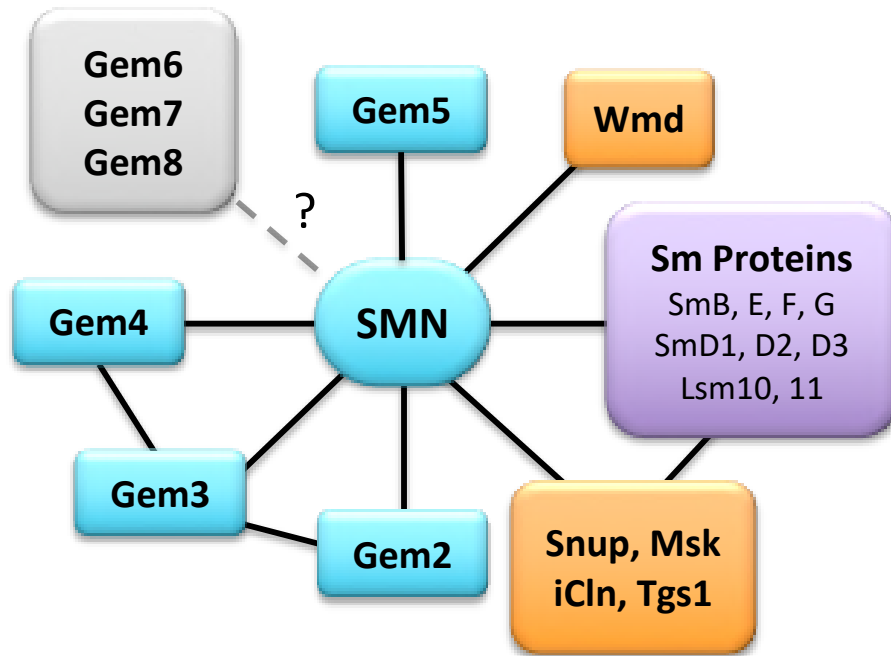 Gem6
Gem7
Gem8
?
Gem5
Wmd
Sm Proteins
SmB, E, F, G
SmD1, D2, D3
Lsm10, 11
Gem4
SMN
Gem3
Gem2
Snup, Msk
iCln, Tgs1